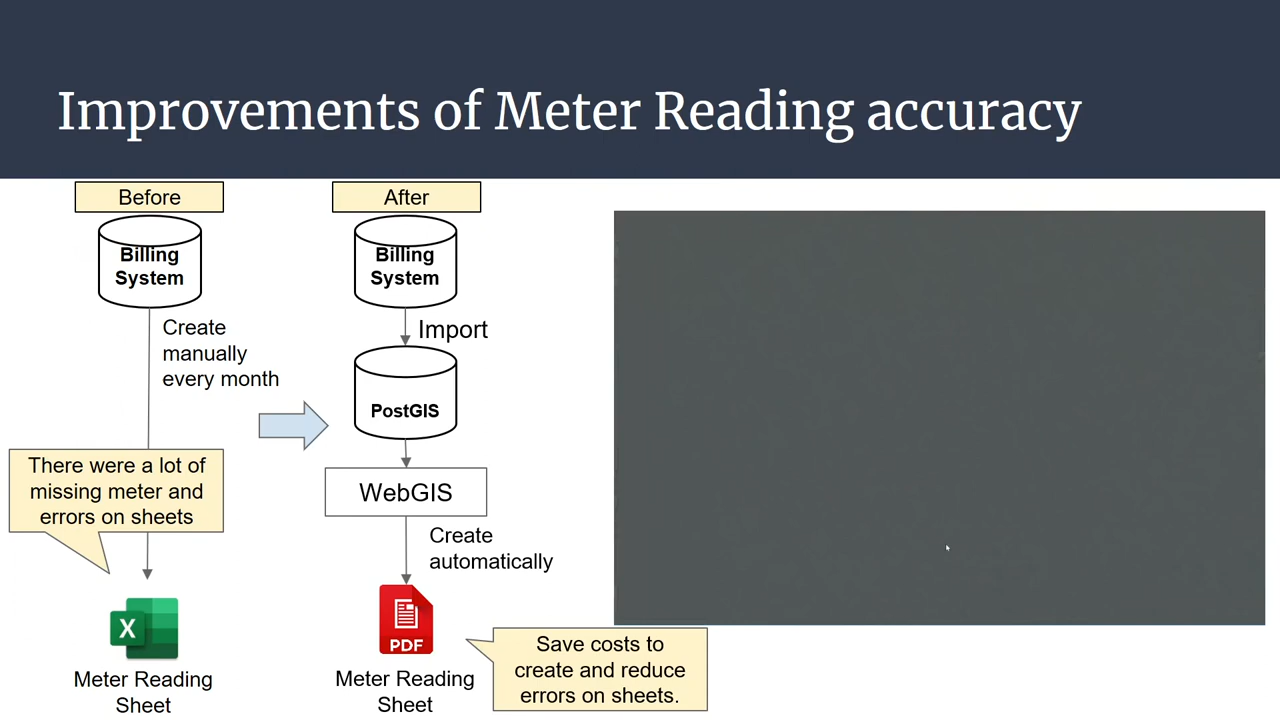 Improvements of Meter Reading accuracy
Before
Billing
System
Create
manually
every month
There were a lot of
missing meter and
errors on sheets
X
Meter Reading
Sheet
After
Billing
System
Import
PostGIS
WebGIS
Create
automatically
PDF
Meter Reading
Sheet
Save costs to
create and reduce
errors on sheets.